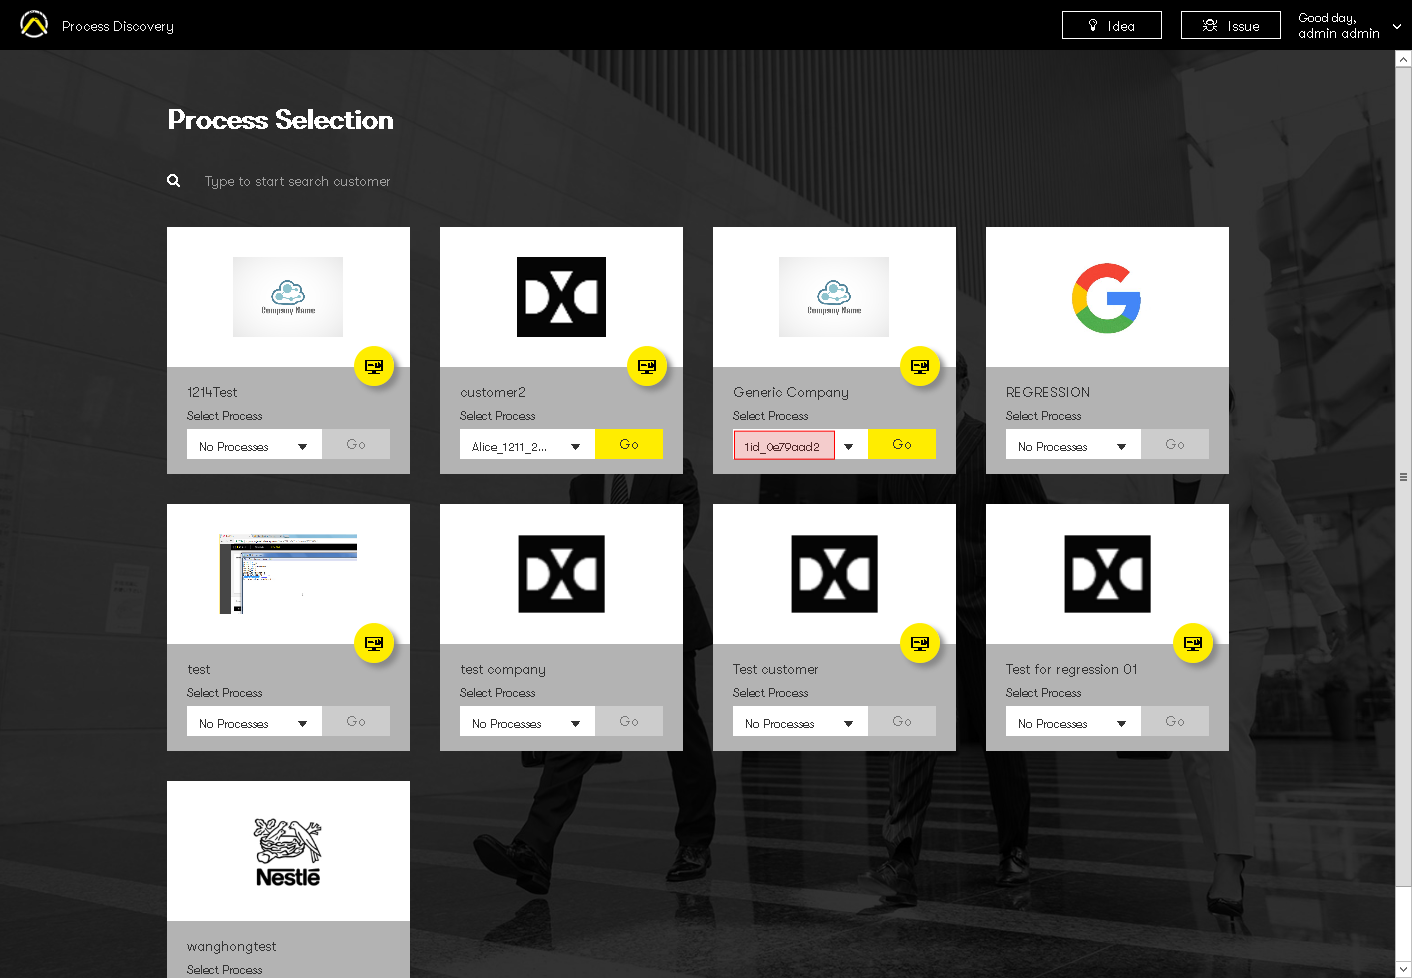 Process Discovery
Idea
Issue
Good day,
admin admin
Process Selection
Type to start search customer
Company Name
Company Name
1214Test
Select Process
No Processes
Go
customer2
Select Process
Alice_1211_2...
Go
Generic Company
Select Process
1id_0e79aad2
Go
REGRESSION
Select Process
No Processes
Go
test
Select Process
No Processes
Go
test company
Select Process
No Processes
Go
Test customer
Select Process
No Processes
Go
Test for regression 01
Select Process
No Processes
Go
Nestlé
wanghongtest
Select Process